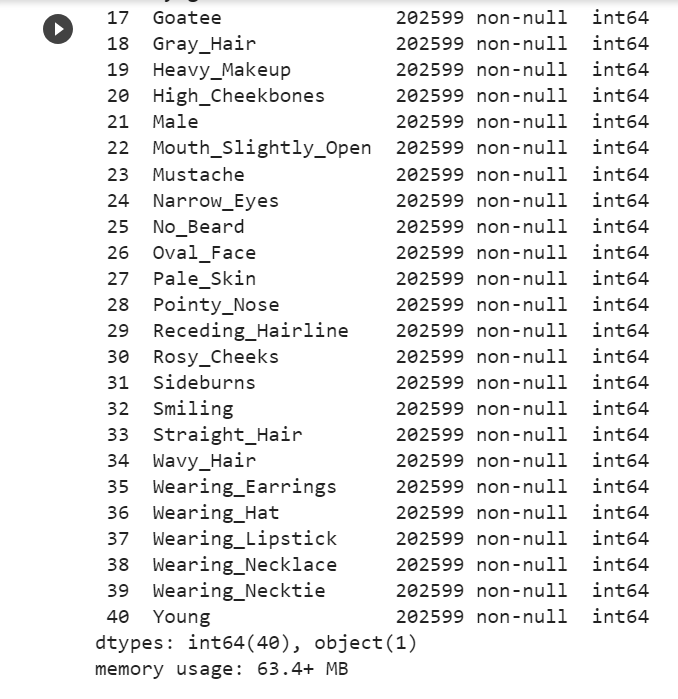 17 Goatee 202599 non-null int64
18 Gray_Hair 202599 non-null int64
19 Heavy_Makeup 202599 non-null int64
20 High_Cheekbones 202599 non-null int64
21 Male 202599 non-null int64
22 Mouth_Slightly_Open 202599 non-null int64
23 Mustache 202599 non-null int64
24 Narrow_Eyes 202599 non-null int64
25 No_Beard 202599 non-null int64
26 Oval_Face 202599 non-null int64
27 Pale_Skin 202599 non-null int64
28 Pointy_Nose 202599 non-null int64
29 Receding_Hairline 202599 non-null int64
30 Rosy_Cheeks 202599 non-null int64
31 Sideburns 202599 non-null int64
32 Smiling 202599 non-null int64
33 Straight_Hair 202599 non-null int64
34 Wavy_Hair 202599 non-null int64
35 Wearing_Earrings 202599 non-null int64
36 Wearing_Hat 202599 non-null int64
37 Wearing_Lipstick 202599 non-null int64
38 Wearing_Necklace 202599 non-null int64
39 Wearing_Necktie 202599 non-null int64
40 Young 202599 non-null int64
dtypes: int64(40), object(1)
memory usage: 63.4+ MB